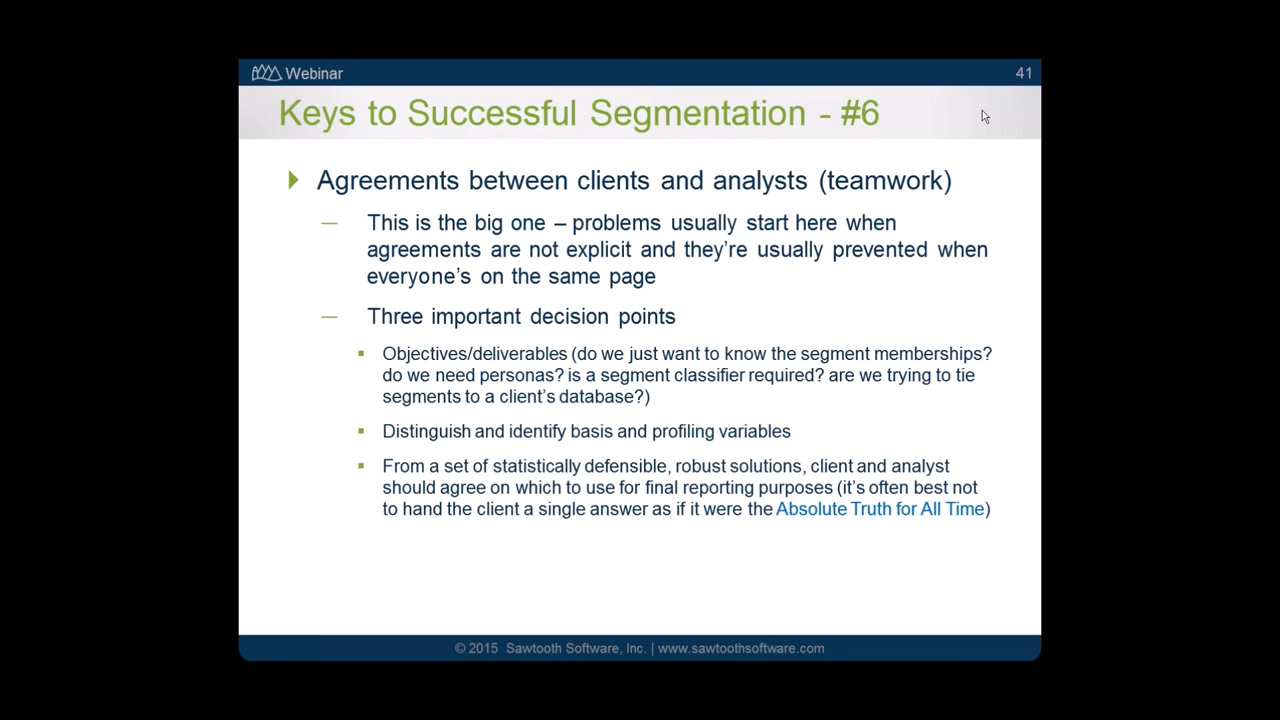 Webinar
41
Keys to Successful Segmentation - #6
Agreements between clients and analysts (teamwork)
— This is the big one – problems usually start here when
agreements are not explicit and they’re usually prevented when
everyone’s on the same page
— Three important decision points
▪ Objectives/deliverables (do we just want to know the segment memberships?
do we need personas? is a segment classifier required? are we trying to tie
segments to a client’s database?)
▪ Distinguish and identify basis and profiling variables
▪ From a set of statistically defensible, robust solutions, client and analyst
should agree on which to use for final reporting purposes (it’s often best not
to hand the client a single answer as if it were the Absolute Truth for All Time)
© 2015 Sawtooth Software, Inc. | www.sawtoothsoftware.com